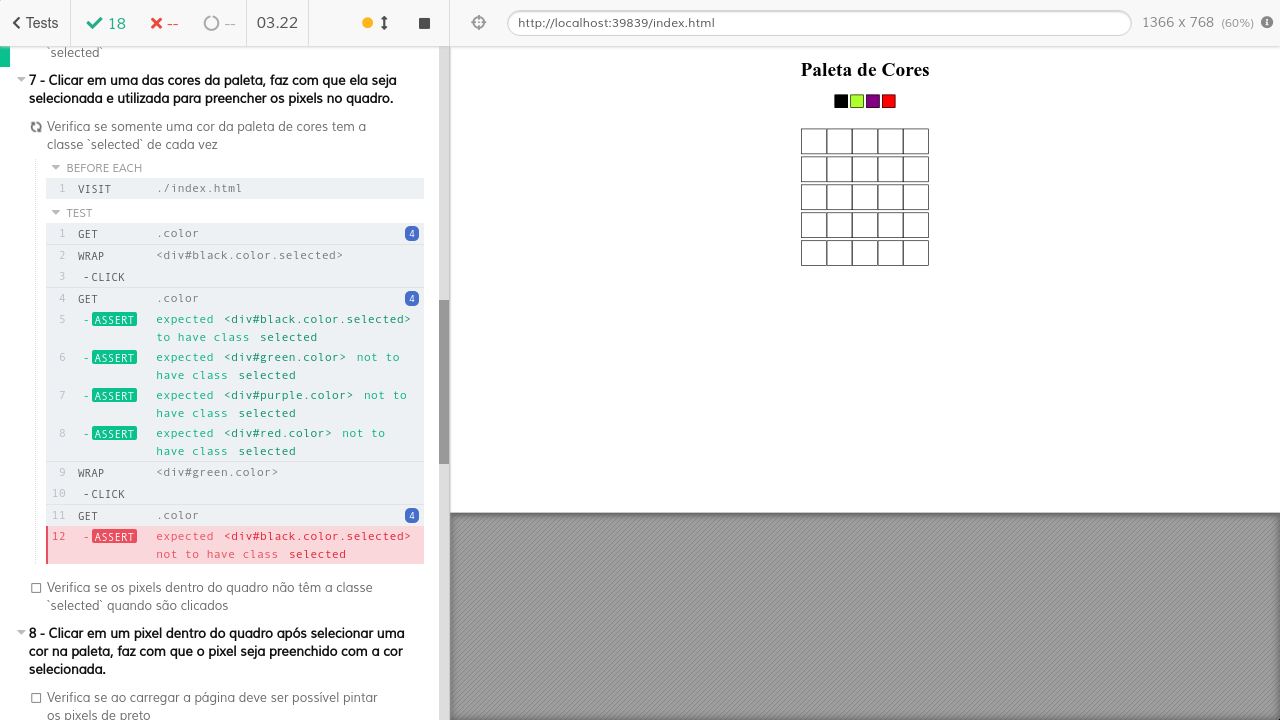 Tests 18 -- -- 03.22
http://localhost:39839/index.html 1366 x 768 (60%)
`selected`
7 - Clicar em uma das cores da paleta, faz com que ela seja
selecionada e utilizada para preencher os pixels no quadro.
Verifica se somente uma cor da paleta de cores tem a
classe `selected` de cada vez
BEFORE EACH
1 VISIT ./index.html
TEST
1 GET .color 4
2 WRAP <div#black.color.selected>
3 -CLICK
4 GET .color 4
5 -ASSERT expected <div#black.color.selected>
to have class selected
6 -ASSERT expected <div#green.color> not to
have class selected
7 -ASSERT expected <div#purple.color> not to
have class selected
8 -ASSERT expected <div#red.color> not to
have class selected
9 WRAP <div#green.color>
10 -CLICK
11 GET .color 4
12 -ASSERT expected <div#black.color.selected>
not to have class selected
Verifica se os pixels dentro do quadro não têm a classe
`selected` quando são clicados
8 - Clicar em um pixel dentro do quadro após selecionar uma
cor na paleta, faz com que o pixel seja preenchido com a cor
selecionada.
Verifica se ao carregar a página deve ser possível pintar
os pixels de preto
Paleta de Cores